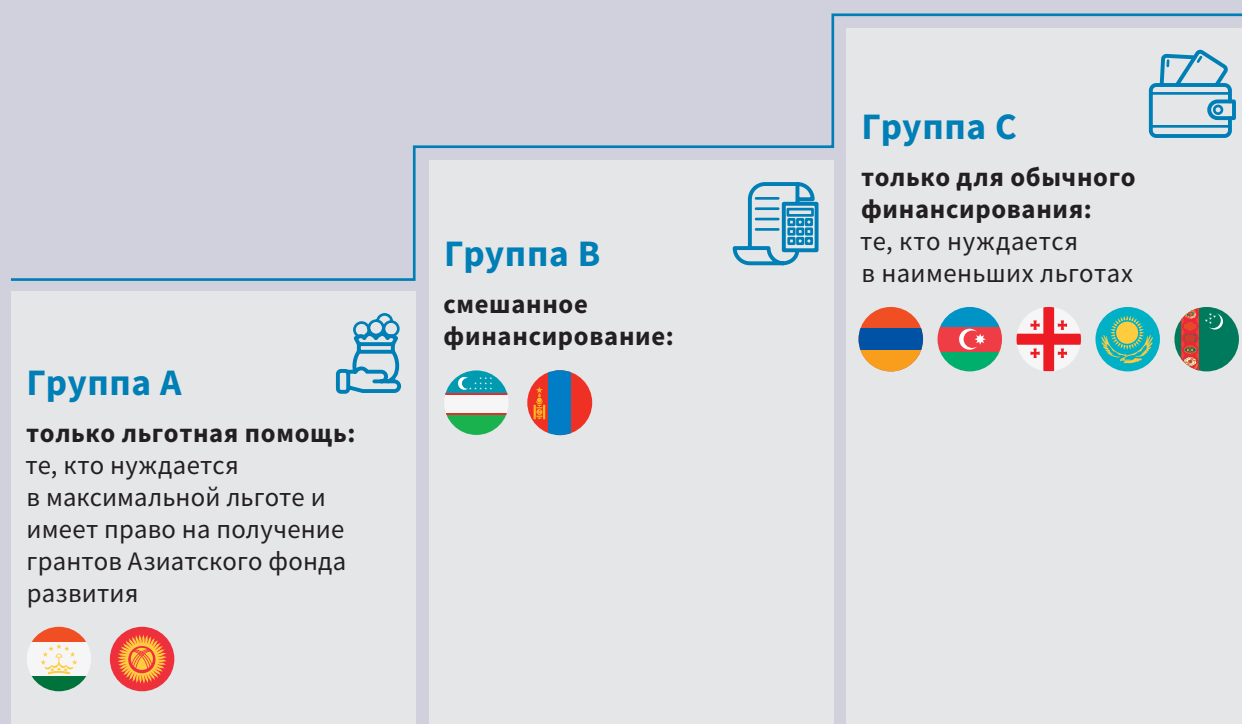 Группа A
только льготная помощь:
те, кто нуждается
в максимальной льготе и
имеет право на получение
грантов Азиатского фонда
развития
Группа B
смешанное
финансирование:
Группа C
только для обычного
финансирования:
те, кто нуждается
в наименьших льготах